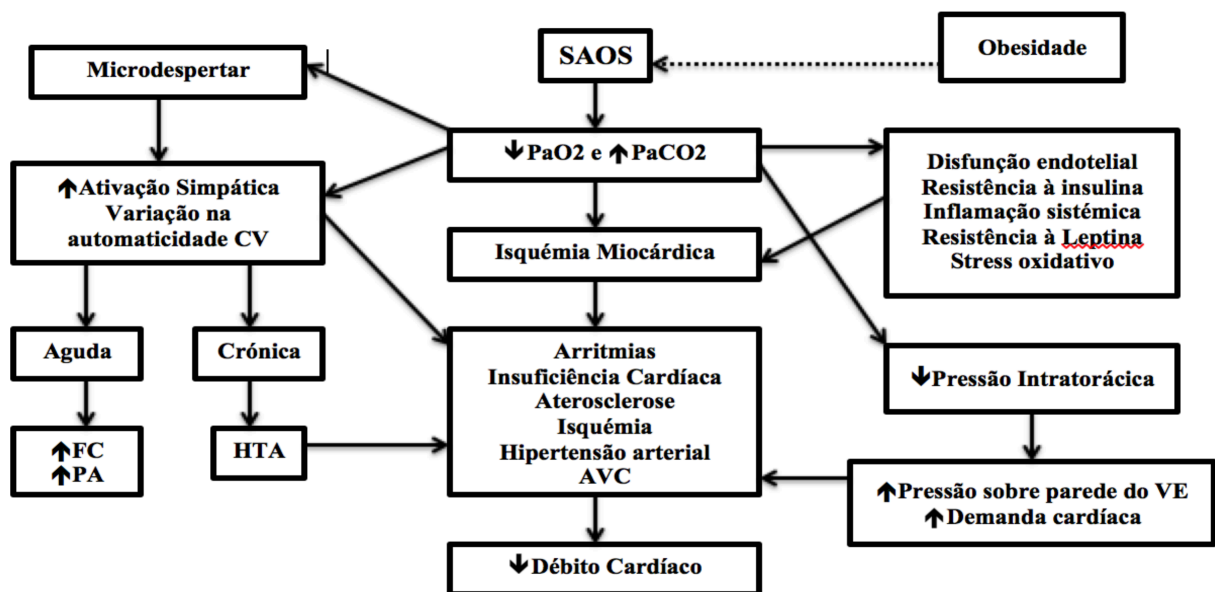 SAOS
Obesidade
Microdespertar
↓PaO2 e ↑PaCO2
Disfunção endotelial
Resistência à insulina
Inflamação sistémica
Resistência à Leptina
Stress oxidativo
↑Ativação Simpática
Variação na
automaticidade CV
Isquémia Miocárdica
Aguda
Crónica
Arritmias
Insuficiência Cardíaca
Aterosclerose
Isquémia
Hipertensão arterial
AVC
↓Pressão Intratorácica
↑FC
↑PA
HTA
↑Pressão sobre parede do VE
↑Demanda cardíaca
↓Débito Cardíaco